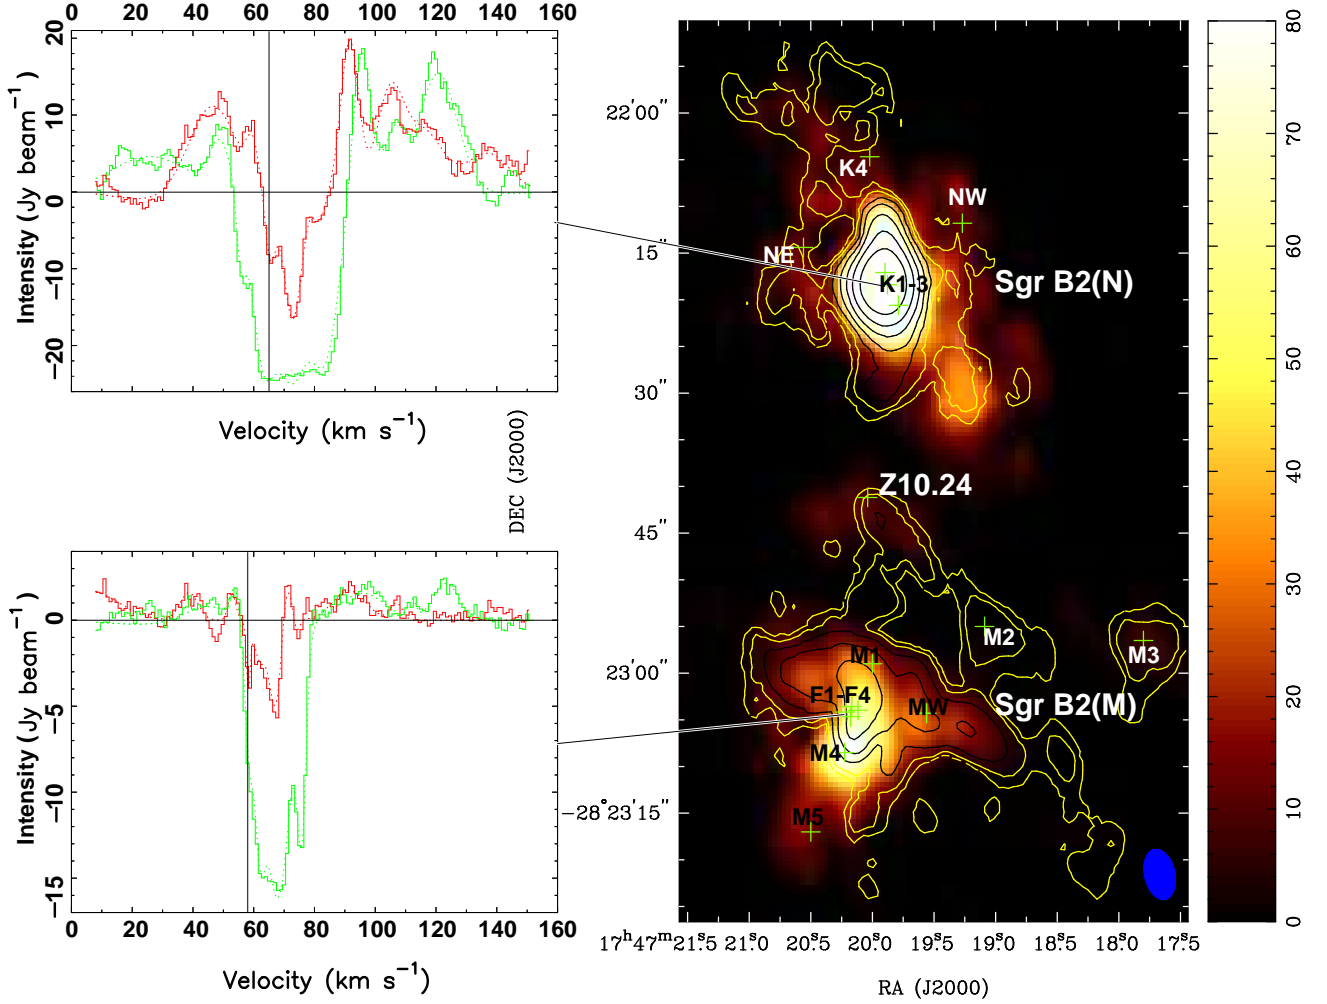 0 20 40 60 80 100 120 140 160
20
10
0
−10
−20
Intensity (Jy beam−1)
Velocity (km s−1)
0
−5
−10
−15
Intensity (Jy beam−1)
0 20 40 60 80 100 120 140 160
Velocity (km s−1)
DEC (J2000)
22′00″
15″
30″
45″
23′00″
−28°23′15″
K4
NW
NE
K1-3
Sgr B2(N)
Z10.24
M2
M1
M3
F1-F4
MW
Sgr B2(M)
M4
M5
17h47m21s.5 21s.0 20s.5 20s.0 19s.5 19s.0 18s.5 18s.0 17s.5
RA (J2000)
80
70
60
50
40
30
20
10
0